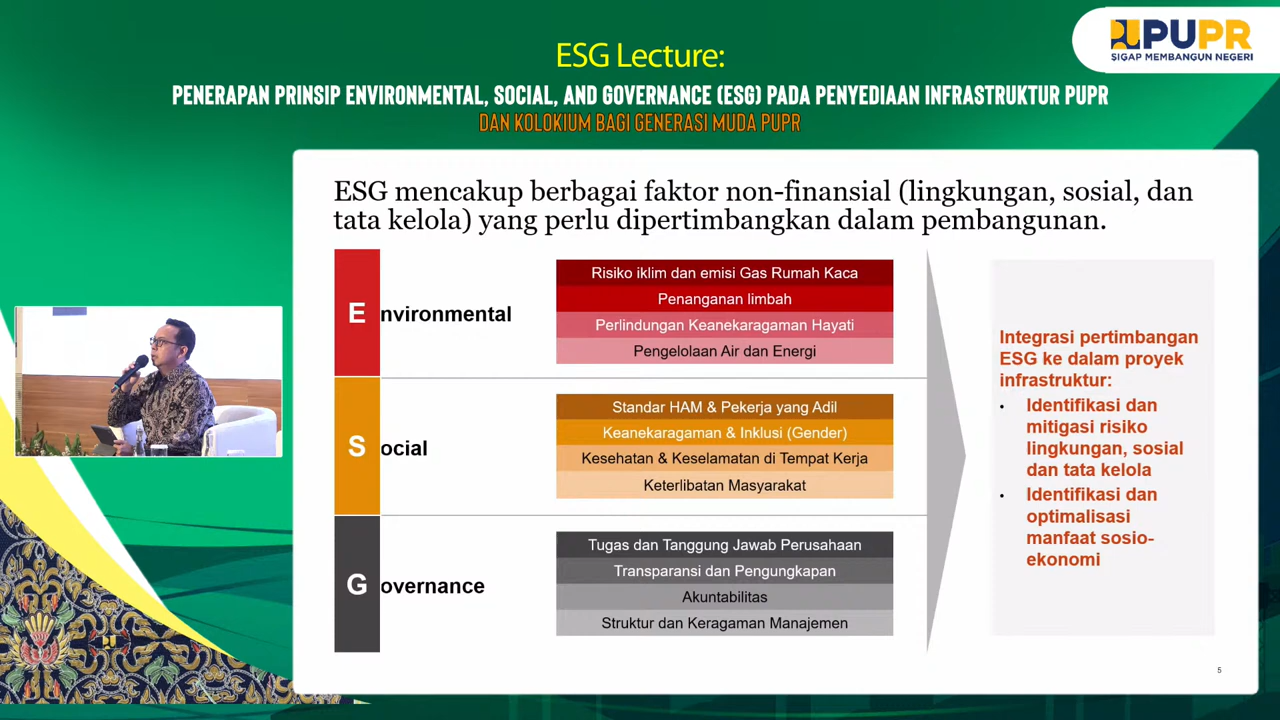 PUPR
SIGAP MEMBANGUN NEGERI
ESG Lecture:
PENERAPAN PRINSIP ENVIRONMENTAL, SOCIAL, AND GOVERNANCE (ESG) PADA PENYEDIAAN INFRASTRUKTUR PUPR
DAN KOLOKIUM BAGI GENERASI MUDA PUPR
ESG mencakup berbagai faktor non-finansial (lingkungan, sosial, dan
tata kelola) yang perlu dipertimbangkan dalam pembangunan.
Environmental
Risiko iklim dan emisi Gas Rumah Kaca
Penanganan limbah
Perlindungan Keanekaragaman Hayati
Pengelolaan Air dan Energi
Social
Standar HAM & Pekerja yang Adil
Keanekaragaman & Inklusi (Gender)
Kesehatan & Keselamatan di Tempat Kerja
Keterlibatan Masyarakat
Governance
Tugas dan Tanggung Jawab Perusahaan
Transparansi dan Pengungkapan
Akuntabilitas
Struktur dan Keragaman Manajemen
Integrasi pertimbangan
ESG ke dalam proyek
infrastruktur:
• Identifikasi dan
mitigasi risiko
lingkungan, sosial
dan tata kelola
• Identifikasi dan
optimalisasi
manfaat sosio-
ekonomi
5